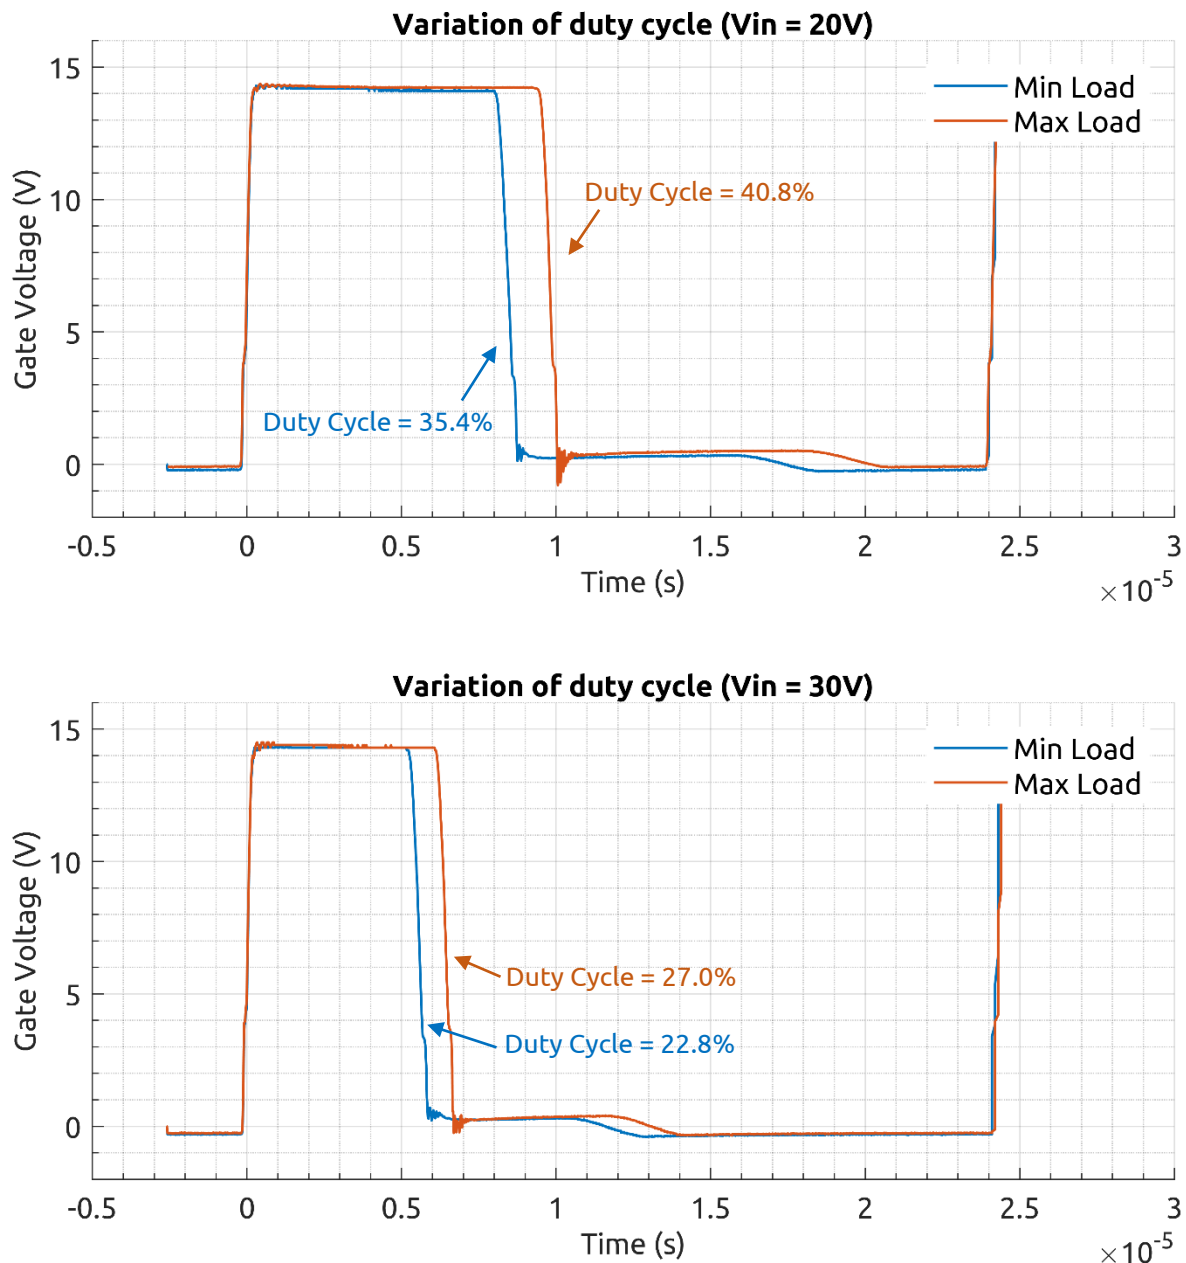 Variation of duty cycle (Vin = 20V)
15
10
5
0
Gate Voltage (V)
Min Load
Max Load
Duty Cycle = 40.8%
Duty Cycle = 35.4%
-0.5 0 0.5 1 1.5 2 2.5 3
Time (s)
×10⁻⁵
Variation of duty cycle (Vin = 30V)
15
10
5
0
Gate Voltage (V)
Min Load
Max Load
Duty Cycle = 27.0%
Duty Cycle = 22.8%
-0.5 0 0.5 1 1.5 2 2.5 3
Time (s)
×10⁻⁵